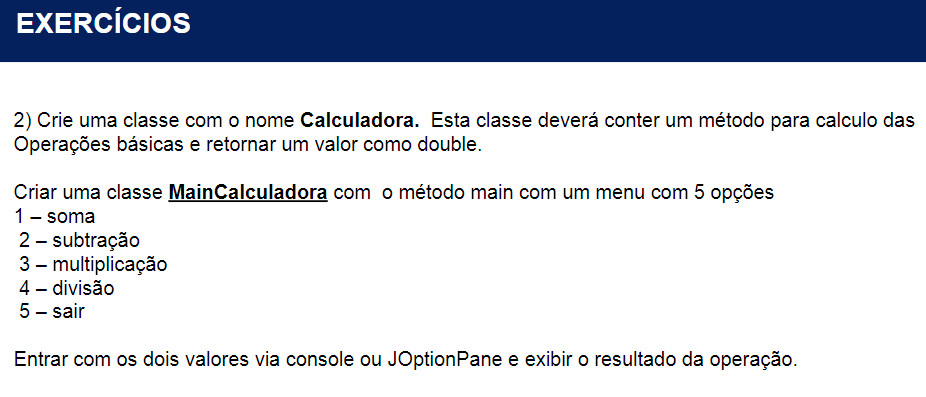 EXERCÍCIOS
2) Crie uma classe com o nome Calculadora.  Esta classe deverá conter um método para calculo das
Operações básicas e retornar um valor como double.
Criar uma classe MainCalculadora com  o método main com um menu com 5 opções
1 – soma
2 – subtração
3 – multiplicação
4 – divisão
5 – sair
Entrar com os dois valores via console ou JOptionPane e exibir o resultado da operação.